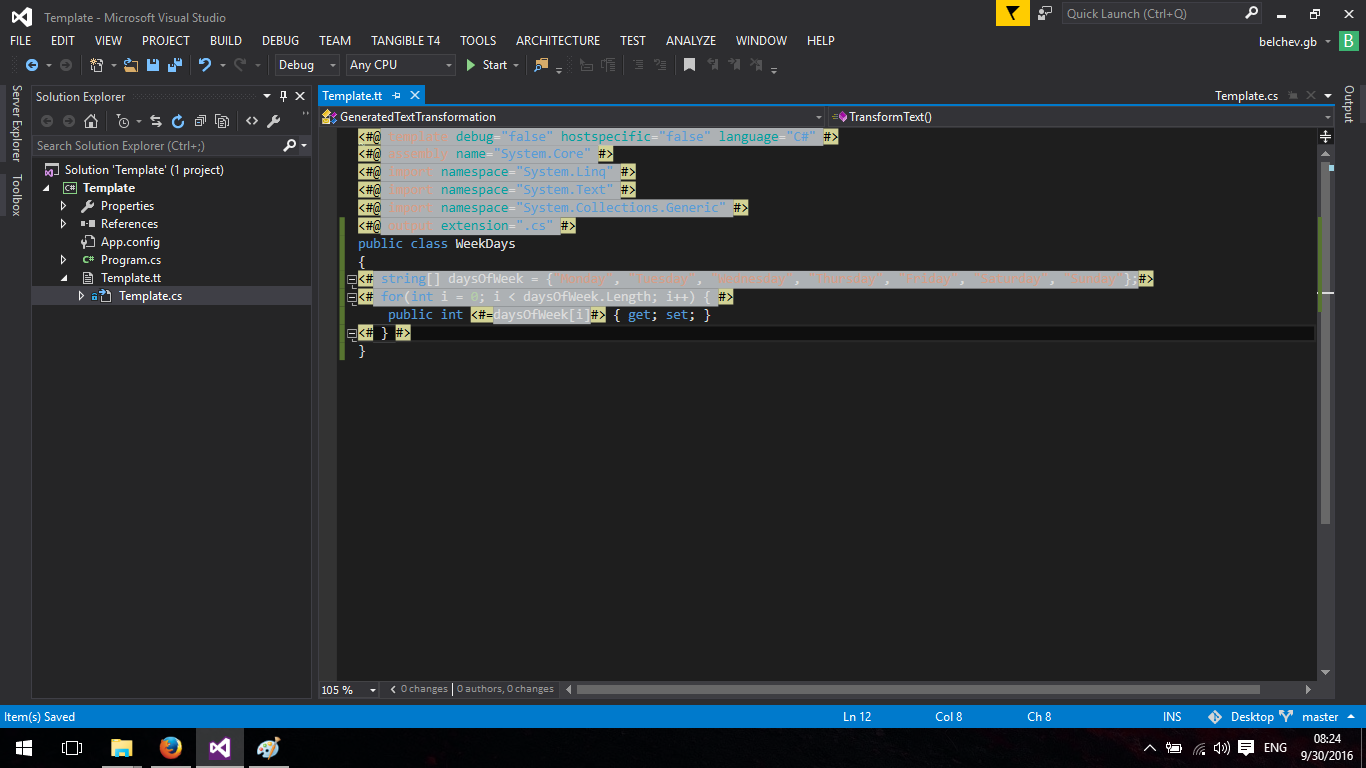 Template - Microsoft Visual Studio
Quick Launch (Ctrl+Q)
FILE EDIT VIEW PROJECT BUILD DEBUG TEAM TANGIBLE T4 TOOLS ARCHITECTURE TEST ANALYZE WINDOW HELP
belchev.gb B
Debug Any CPU Start
Server Explorer
Toolbox
Solution Explorer
Search Solution Explorer (Ctrl+;)
Solution 'Template' (1 project)
C# Template
Properties
References
App.config
C# Program.cs
Template.tt
Template.cs
Template.tt
Template.cs
Output
GeneratedTextTransformation
TransformText()
<#@ template debug="false" hostspecific="false" language="C#" #>
<#@ assembly name="System.Core" #>
<#@ import namespace="System.Linq" #>
<#@ import namespace="System.Text" #>
<#@ import namespace="System.Collections.Generic" #>
<#@ output extension=".cs" #>
public class WeekDays
{
<# string[] daysOfWeek = {"Monday", "Tuesday", "Wednesday", "Thursday", "Friday", "Saturday", "Sunday"};#>
<# for(int i = 0; i < daysOfWeek.Length; i++) { #>
public int <#=daysOfWeek[i]#> { get; set; }
<# } #>
}
105 %
0 changes | 0 authors, 0 changes
Item(s) Saved
Ln 12 Col 8 Ch 8 INS Desktop master
ENG
08:24
9/30/2016